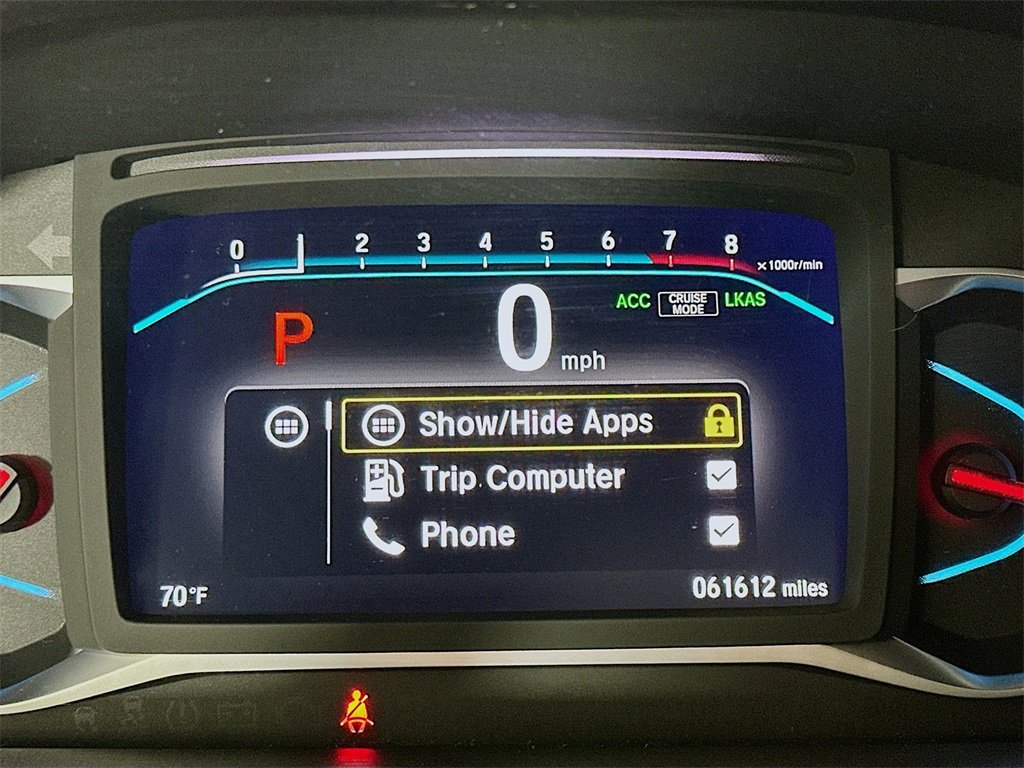 0 2 3 4 5 6 7 8
×1000r/min
P
0 mph
ACC CRUISE MODE LKAS
Show/Hide Apps
Trip Computer
Phone
70°F
061612 miles